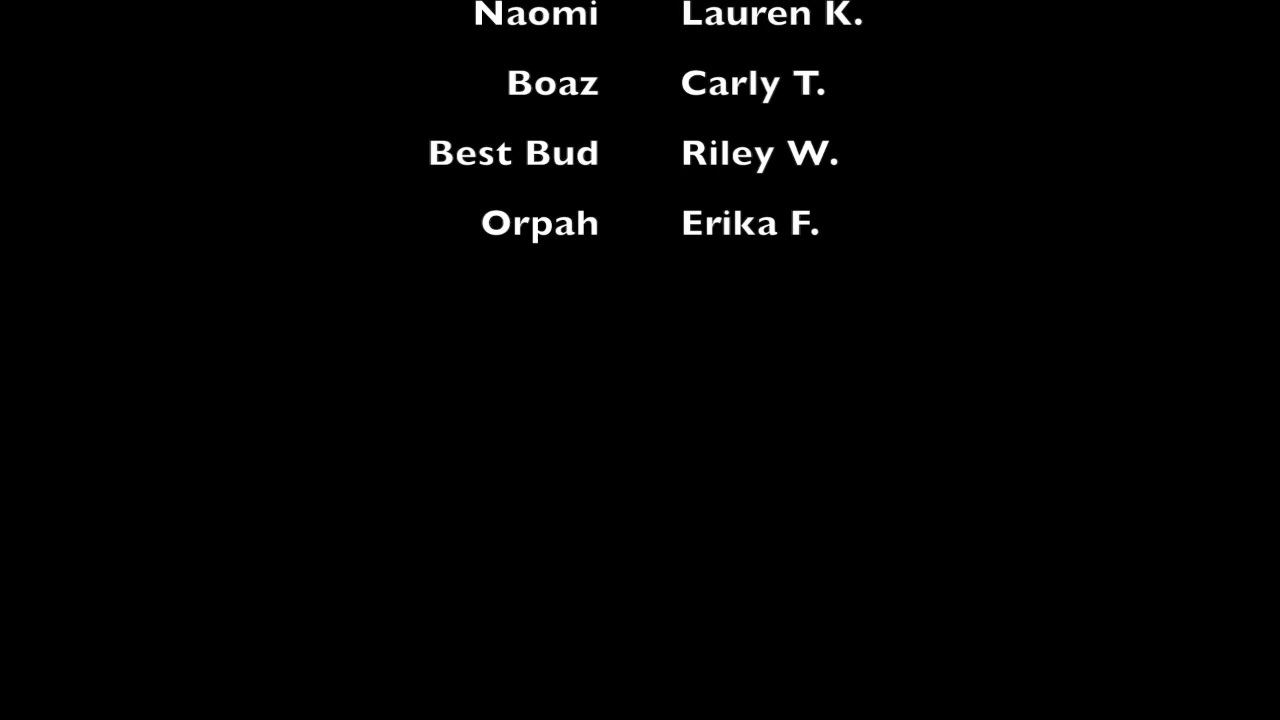 Naomi Lauren K.
Boaz Carly T.
Best Bud Riley W.
Orpah Erika F.